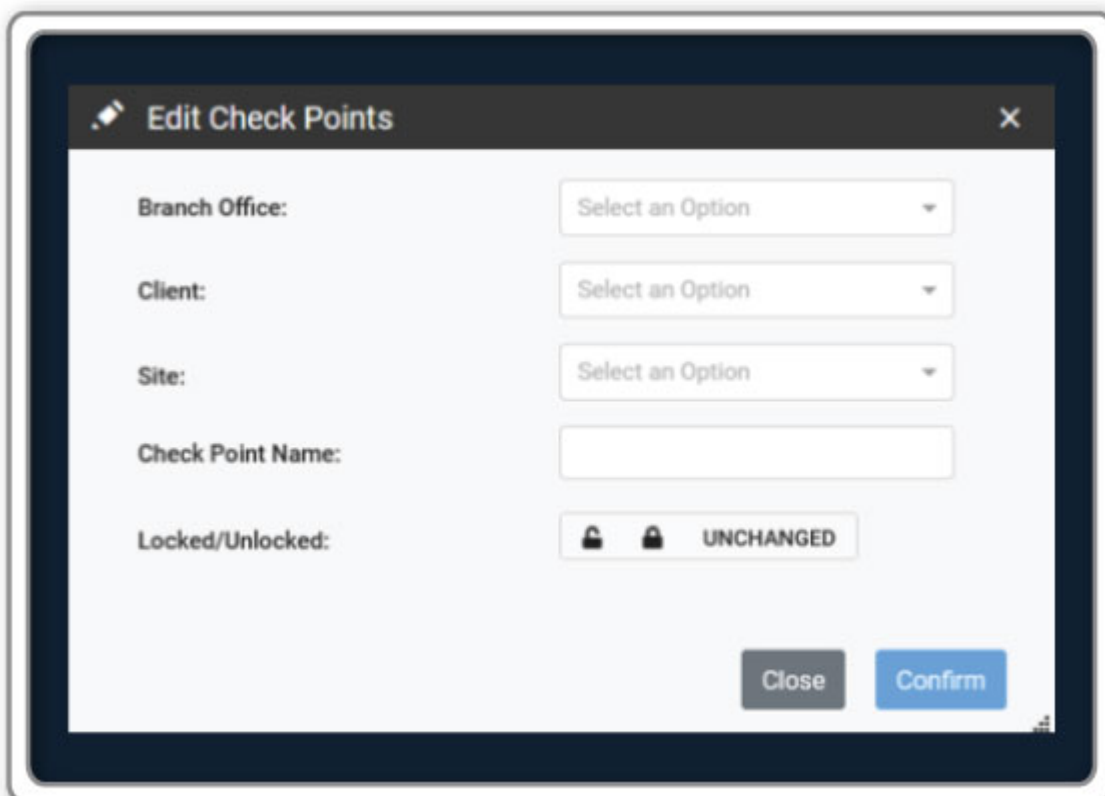 Edit Check Points
Branch Office: Select an Option
Client: Select an Option
Site: Select an Option
Check Point Name:
Locked/Unlocked: UNCHANGED
Close Confirm